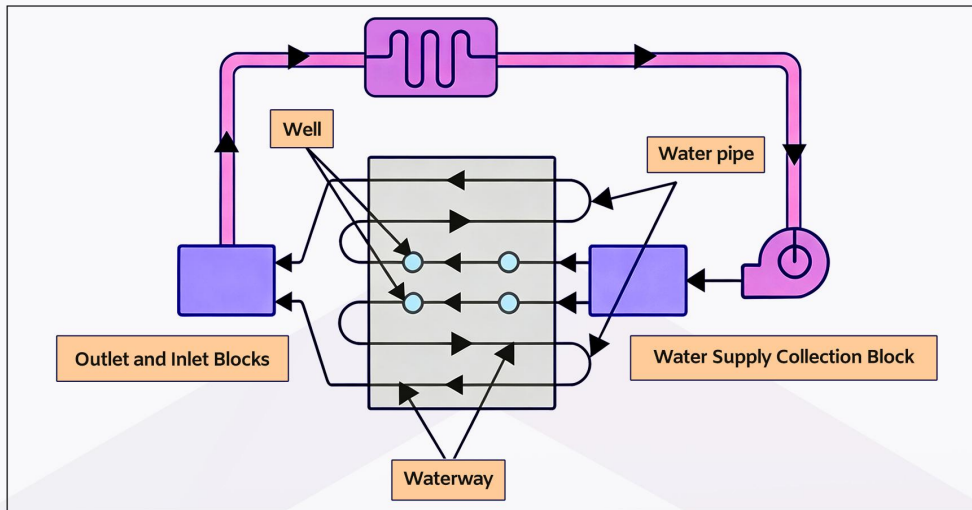 Well
Water pipe
Outlet and Inlet Blocks
Water Supply Collection Block
Waterway